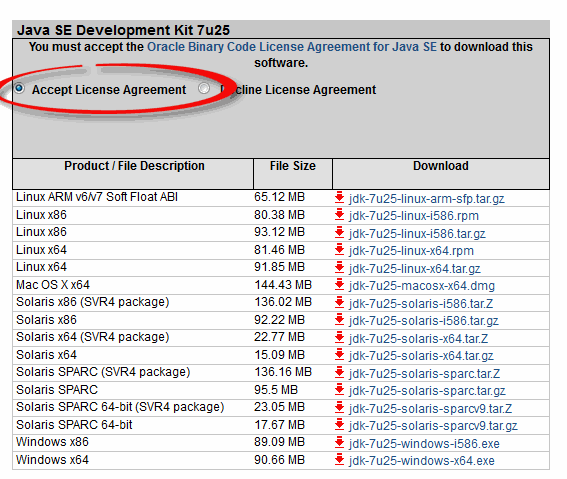 Java SE Development Kit 7u25
You must accept the Oracle Binary Code License Agreement for Java SE to download this
software.
Accept License Agreement cline License Agreement
Product / File Description File Size Download
Linux ARM v6/v7 Soft Float ABI 65.12 MB jdk-7u25-linux-arm-sfp.tar.gz
Linux x86 80.38 MB jdk-7u25-linux-i586.rpm
Linux x86 93.12 MB jdk-7u25-linux-i586.tar.gz
Linux x64 81.46 MB jdk-7u25-linux-x64.rpm
Linux x64 91.85 MB jdk-7u25-linux-x64.tar.gz
Mac OS X x64 144.43 MB jdk-7u25-macosx-x64.dmg
Solaris x86 (SVR4 package) 136.02 MB jdk-7u25-solaris-i586.tar.Z
Solaris x86 92.22 MB jdk-7u25-solaris-i586.tar.gz
Solaris x64 (SVR4 package) 22.77 MB jdk-7u25-solaris-x64.tar.Z
Solaris x64 15.09 MB jdk-7u25-solaris-x64.tar.gz
Solaris SPARC (SVR4 package) 136.16 MB jdk-7u25-solaris-sparc.tar.Z
Solaris SPARC 95.5 MB jdk-7u25-solaris-sparc.tar.gz
Solaris SPARC 64-bit (SVR4 package) 23.05 MB jdk-7u25-solaris-sparcv9.tar.Z
Solaris SPARC 64-bit 17.67 MB jdk-7u25-solaris-sparcv9.tar.gz
Windows x86 89.09 MB jdk-7u25-windows-i586.exe
Windows x64 90.66 MB jdk-7u25-windows-x64.exe